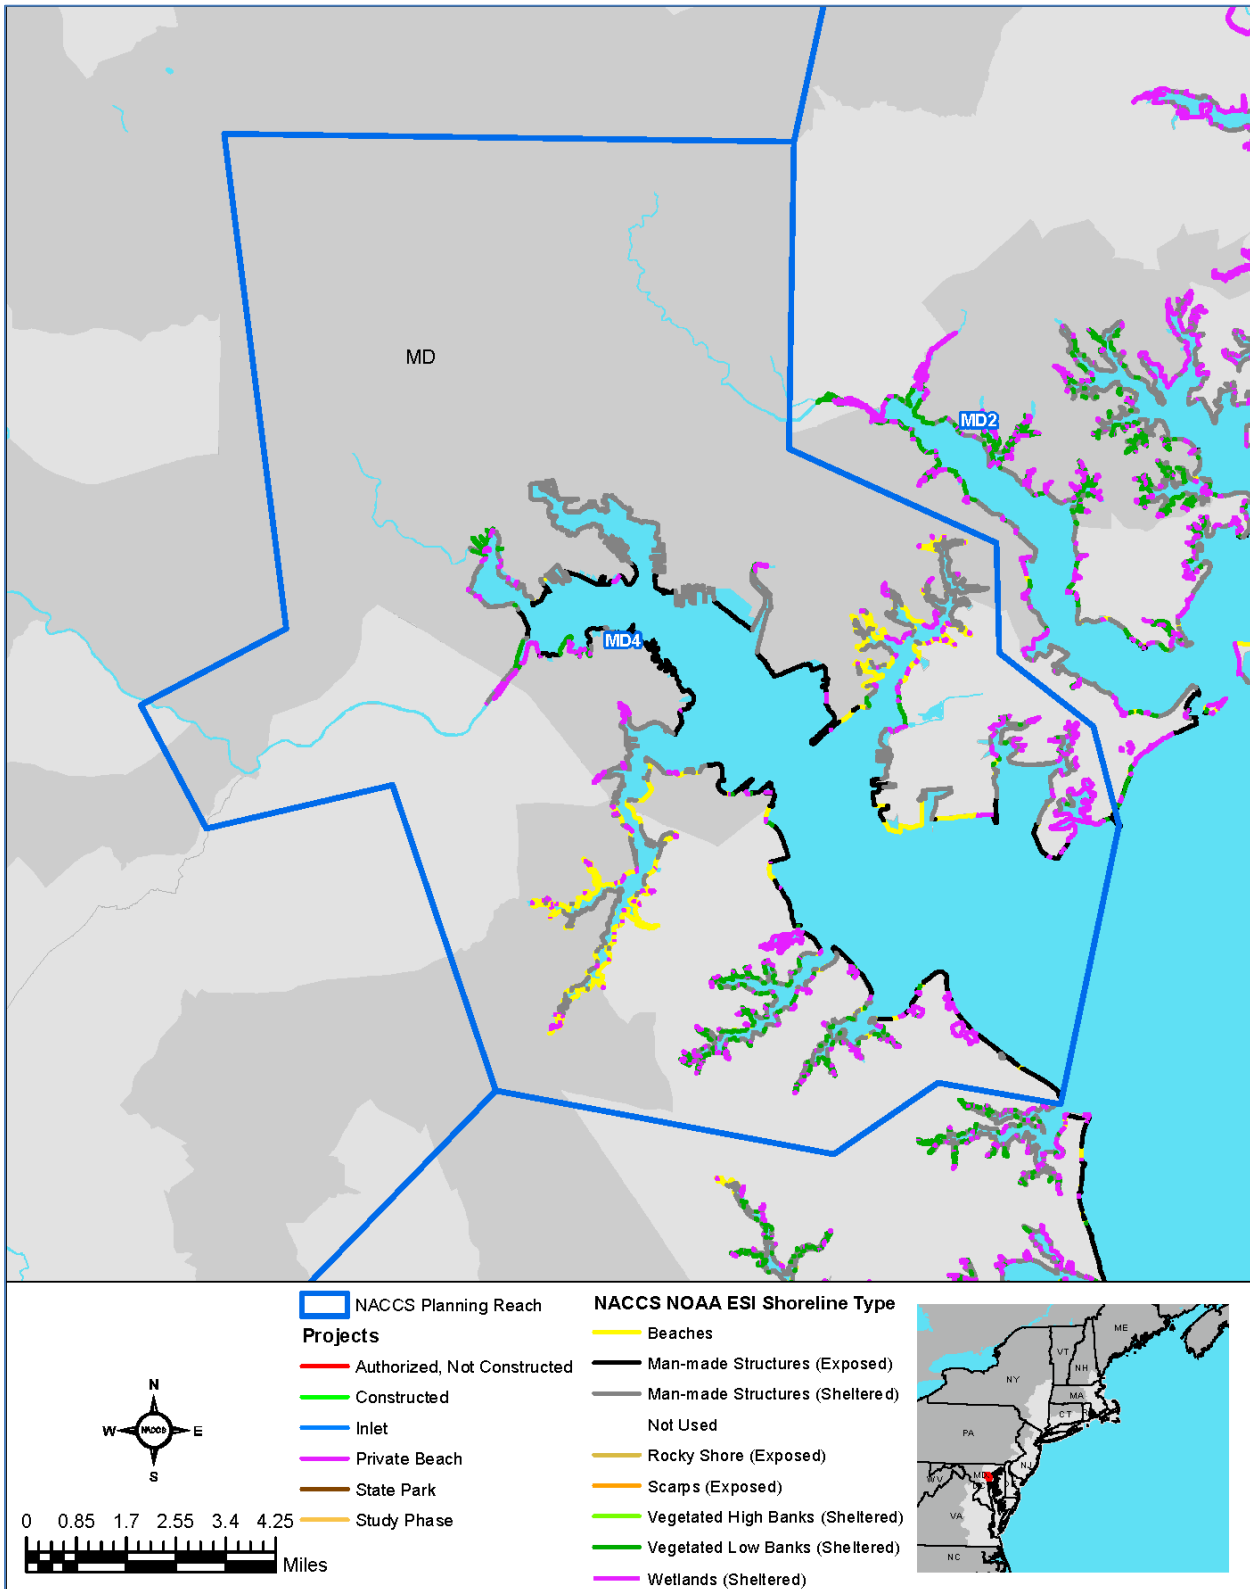 MD
MD2
MD4
NACCS Planning Reach
Projects
Authorized, Not Constructed
Constructed
Inlet
Private Beach
State Park
Study Phase
NACCS NOAA ESI Shoreline Type
Beaches
Man-made Structures (Exposed)
Man-made Structures (Sheltered)
Not Used
Rocky Shore (Exposed)
Scarps (Exposed)
Vegetated High Banks (Sheltered)
Vegetated Low Banks (Sheltered)
Wetlands (Sheltered)
N
W NACCS E
S
0 0.85 1.7 2.55 3.4 4.25
Miles
ME
VT
NH
NY
MA
CT
PA
NJ
WV
VA
NC